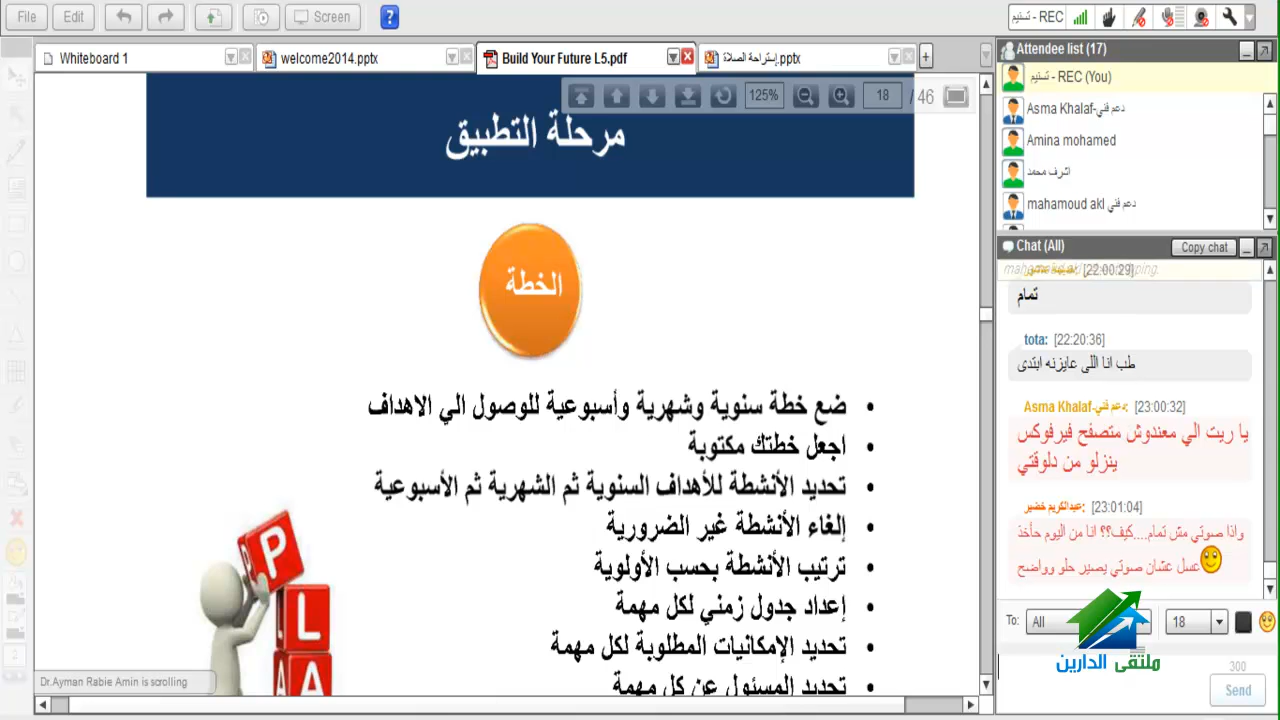 File Edit Screen ?
تسنيم - REC
Whiteboard 1 welcome2014.pptx Build Your Future L5.pdf إستراحة الصلاة.pptx
125% 18 / 46
مرحلة التطبيق
الخطة
ضع خطة سنوية وشهرية وأسبوعية للوصول الي الاهداف
اجعل خطتك مكتوبة
تحديد الأنشطة للأهداف السنوية ثم الشهرية ثم الأسبوعية
إلغاء الأنشطة غير الضرورية
ترتيب الأنشطة بحسب الأولوية
إعداد جدول زمني لكل مهمة
تحديد الإمكانيات المطلوبة لكل مهمة
تحديد المسئول عن كل مهمة
P
L
A
A
Dr.Ayman Rabie Amin is scrolling
Attendee list (17)
تسنيم - REC (You)
Asma Khalaf-دعم فني
Amina mohamed
اشرف محمد
mahamoud akl دعم فني
Chat (All) Copy chat
[22:00:29]
تمام
tota: [22:20:36]
طب انا اللى عايزنه ابتدى
Asma Khalaf-دعم فني: [23:00:32]
يا ريت الي معندوش متصفح فيرفوكس
ينزلو من دلوقتي
عبدالكريم خضير: [23:01:04]
واذا صوتي مش تمام....كيف؟؟ انا من اليوم حأخذ
عسل عشان صوتي يصير حلو وواضح
To: All 18
ملتقى الدارين
300
Send